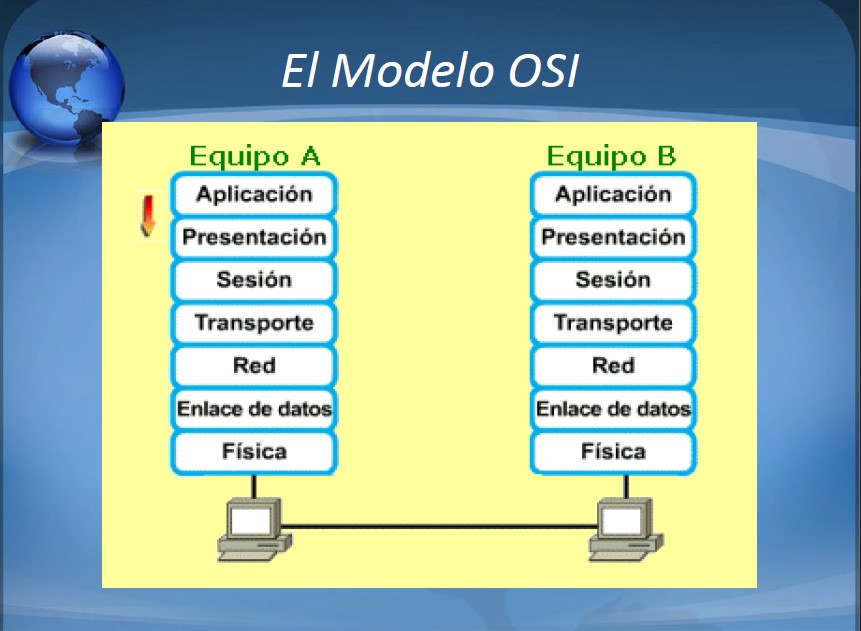 El Modelo OSI
Equipo A
Aplicación
Presentación
Sesión
Transporte
Red
Enlace de datos
Física
Equipo B
Aplicación
Presentación
Sesión
Transporte
Red
Enlace de datos
Física